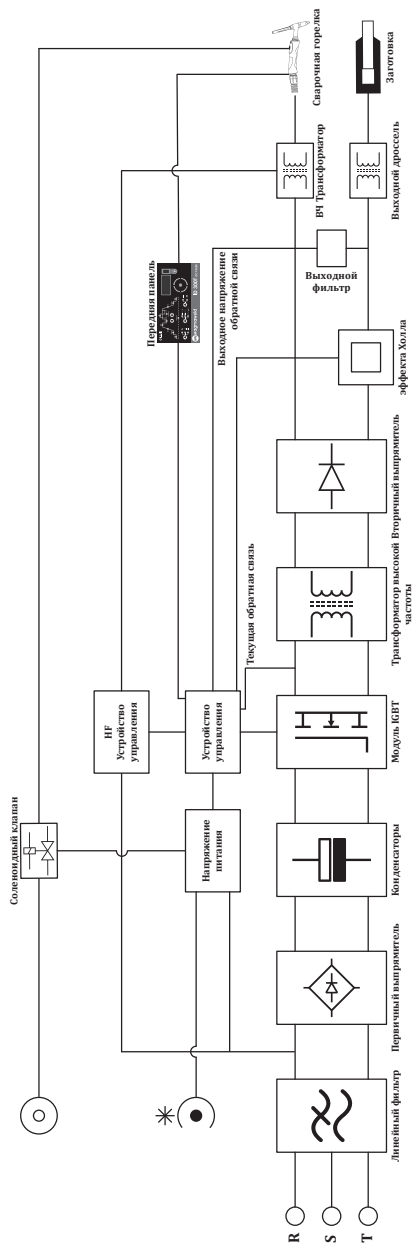 Сварочная горелка
Заготовка
ВЧ Трансформатор
Выходной дроссель
Передняя панель
Выходное напряжение
обратной связи
Выходной
фильтр
эффекта Холла
Вторичный выпрямитель
Текущая обратная связь
Трансформатор высокой
частоты
HF
Устройство
управления
Устройство
управления
Модуль IGBT
Соленоидный клапан
Напряжение
питания
Конденсаторы
Первичный выпрямитель
Линейный фильтр
R
S
T